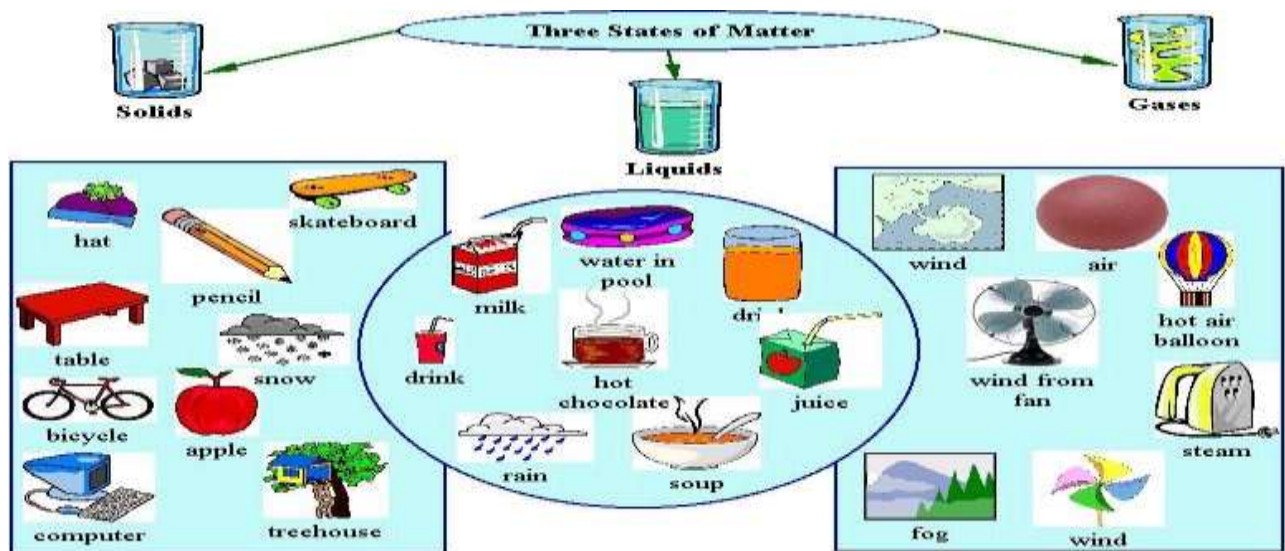 Three States of Matter
Solids
Liquids
Gases
hat
pencil
skateboard
table
snow
bicycle
apple
computer
treehouse
milk
water in
pool
drink
hot
chocolate
juice
rain
soup
wind
air
hot air
balloon
wind from
fan
steam
fog
wind